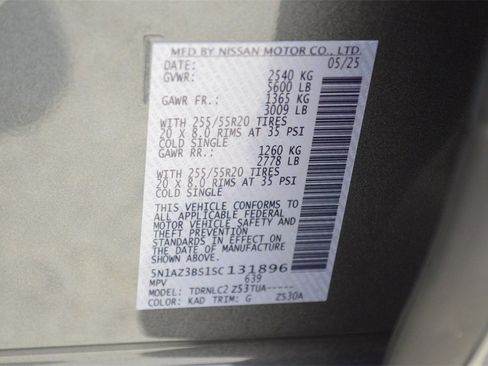 MFD BY NISSAN MOTOR CO., LTD.
DATE: 05/25
GVWR: 2540 KG
5600 LB
GAWR FR.: 1365 KG
3009 LB
WITH 255/55R20 TIRES
20 X 8.0 RIMS AT 35 PSI
COLD SINGLE
GAWR RR.: 1260 KG
2778 LB
WITH 255/55R20 TIRES
20 X 8.0 RIMS AT 35 PSI
COLD SINGLE
THIS VEHICLE CONFORMS TO
ALL APPLICABLE FEDERAL
MOTOR VEHICLE SAFETY AND
THEFT PREVENTION
STANDARDS IN EFFECT ON
THE DATE OF MANUFACTURE
SHOWN ABOVE.
5N1AZ3BS1SC131896
MPV 639
MODEL: TDRNLC2 Z53TUA-----
COLOR: KAD TRIM: G ZS30A